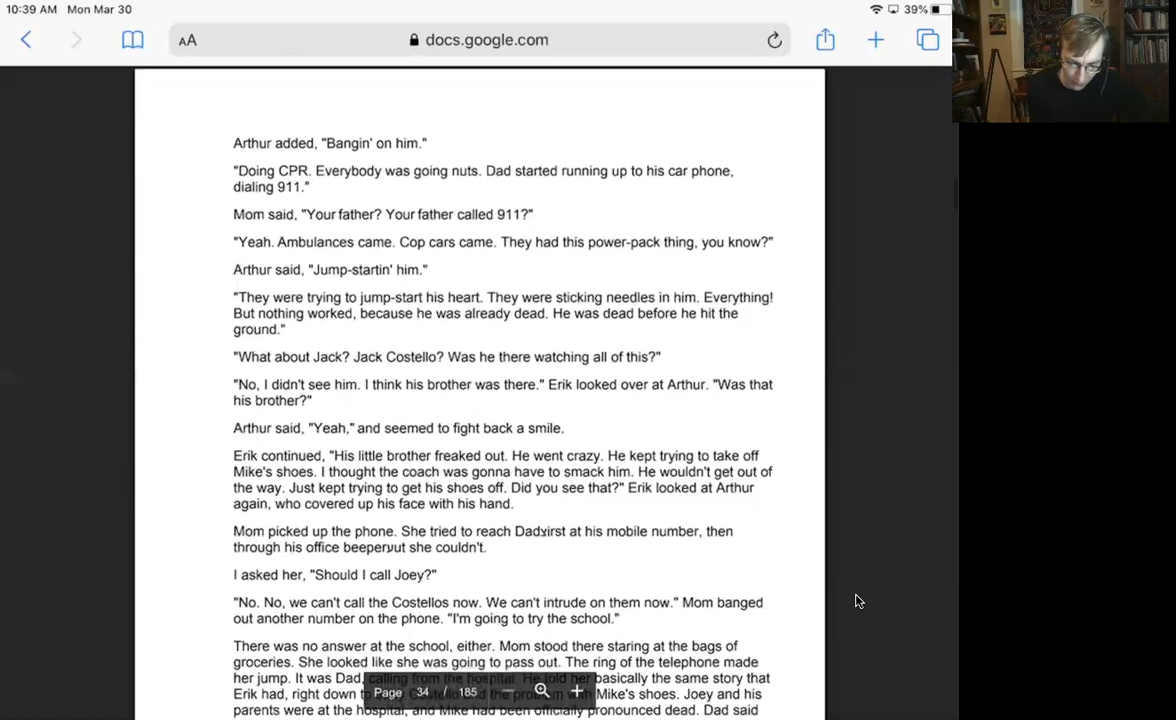 10:39 AM Mon Mar 30
39%
AA
docs.google.com
Arthur added, "Bangin' on him."
"Doing CPR. Everybody was going nuts. Dad started running up to his car phone,
dialing 911."
Mom said, "Your father? Your father called 911?"
"Yeah. Ambulances came. Cop cars came. They had this power-pack thing, you know?"
Arthur said, "Jump-startin' him."
"They were trying to jump-start his heart. They were sticking needles in him. Everything!
But nothing worked, because he was already dead. He was dead before he hit the
ground."
"What about Jack? Jack Costello? Was he there watching all of this?"
"No, I didn't see him. I think his brother was there." Erik looked over at Arthur. "Was that
his brother?"
Arthur said, "Yeah," and seemed to fight back a smile.
Erik continued, "His little brother freaked out. He went crazy. He kept trying to take off
Mike's shoes. I thought the coach was gonna have to smack him. He wouldn't get out of
the way. Just kept trying to get his shoes off. Did you see that?" Erik looked at Arthur
again, who covered up his face with his hand.
Mom picked up the phone. She tried to reach at his mobile number, then
through his office she couldn't.
I asked her, "Should I call Joey?"
"No. No, we can't call the Costellos now. We can't intrude on them now." Mom banged
out another number on the phone. "I'm going to try the school."
There was no answer at the school, either. Mom stood there staring at the bags of
groceries. She looked like she was going to pass out. The ring of the telephone made
her jump. It was Dad, calling from the hospital. He told her basically the same story that
Erik had, right down the problem with Mike's shoes. Joey and his
parents were at the hospital, and Mike had been officially pronounced dead. Dad said
Page 34 / 185